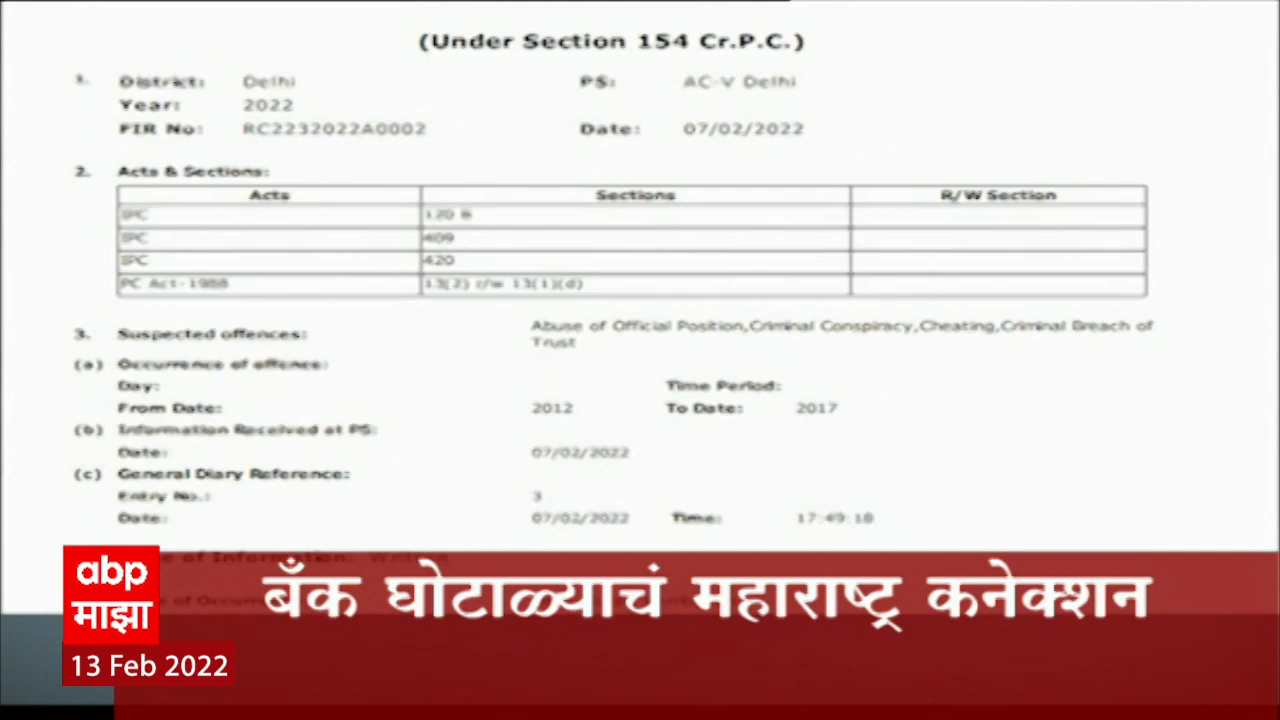 (Under Section 154 Cr.P.C.)
1. District: Delhi PS: AC-V Delhi
Year: 2022
FIR No: RC2232022A0002 Date: 07/02/2022
2. Acts & Sections:
Acts Sections R/W Section
IPC 120 B
IPC 409
IPC 420
PC Act-1988 13(2) r/w 13(1)(d)
3. Suspected offences: Abuse of Official Position,Criminal Conspiracy,Cheating,Criminal Breach of
Trust
(a) Occurrence of offence:
Day: Time Period:
From Date: 2012 To Date: 2017
(b) Information Received at PS:
Date: 07/02/2022
(c) General Diary Reference:
Entry No.: 3
Date: 07/02/2022 Time: 17:49:18
of Information:
abp
माझा
बँक घोटाळ्याचं महाराष्ट्र कनेक्शन
13 Feb 2022